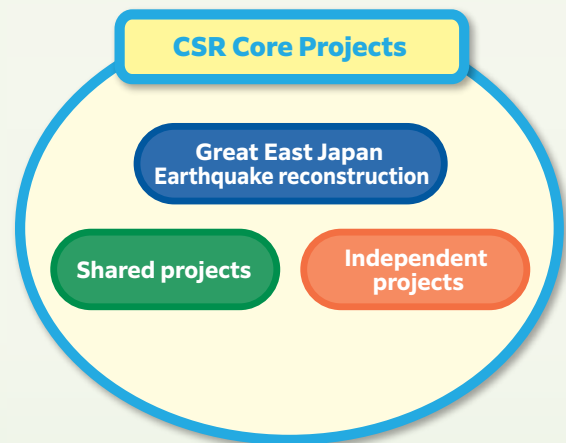 CSR Core Projects
Great East Japan
Earthquake reconstruction
Shared projects
Independent
projects